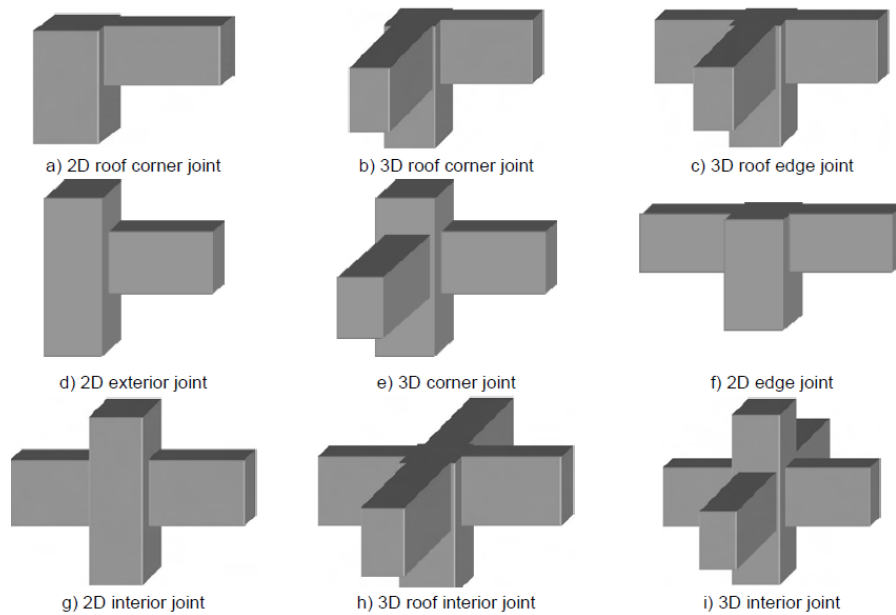 a) 2D roof corner joint
b) 3D roof corner joint
c) 3D roof edge joint
d) 2D exterior joint
e) 3D corner joint
f) 2D edge joint
g) 2D interior joint
h) 3D roof interior joint
i) 3D interior joint